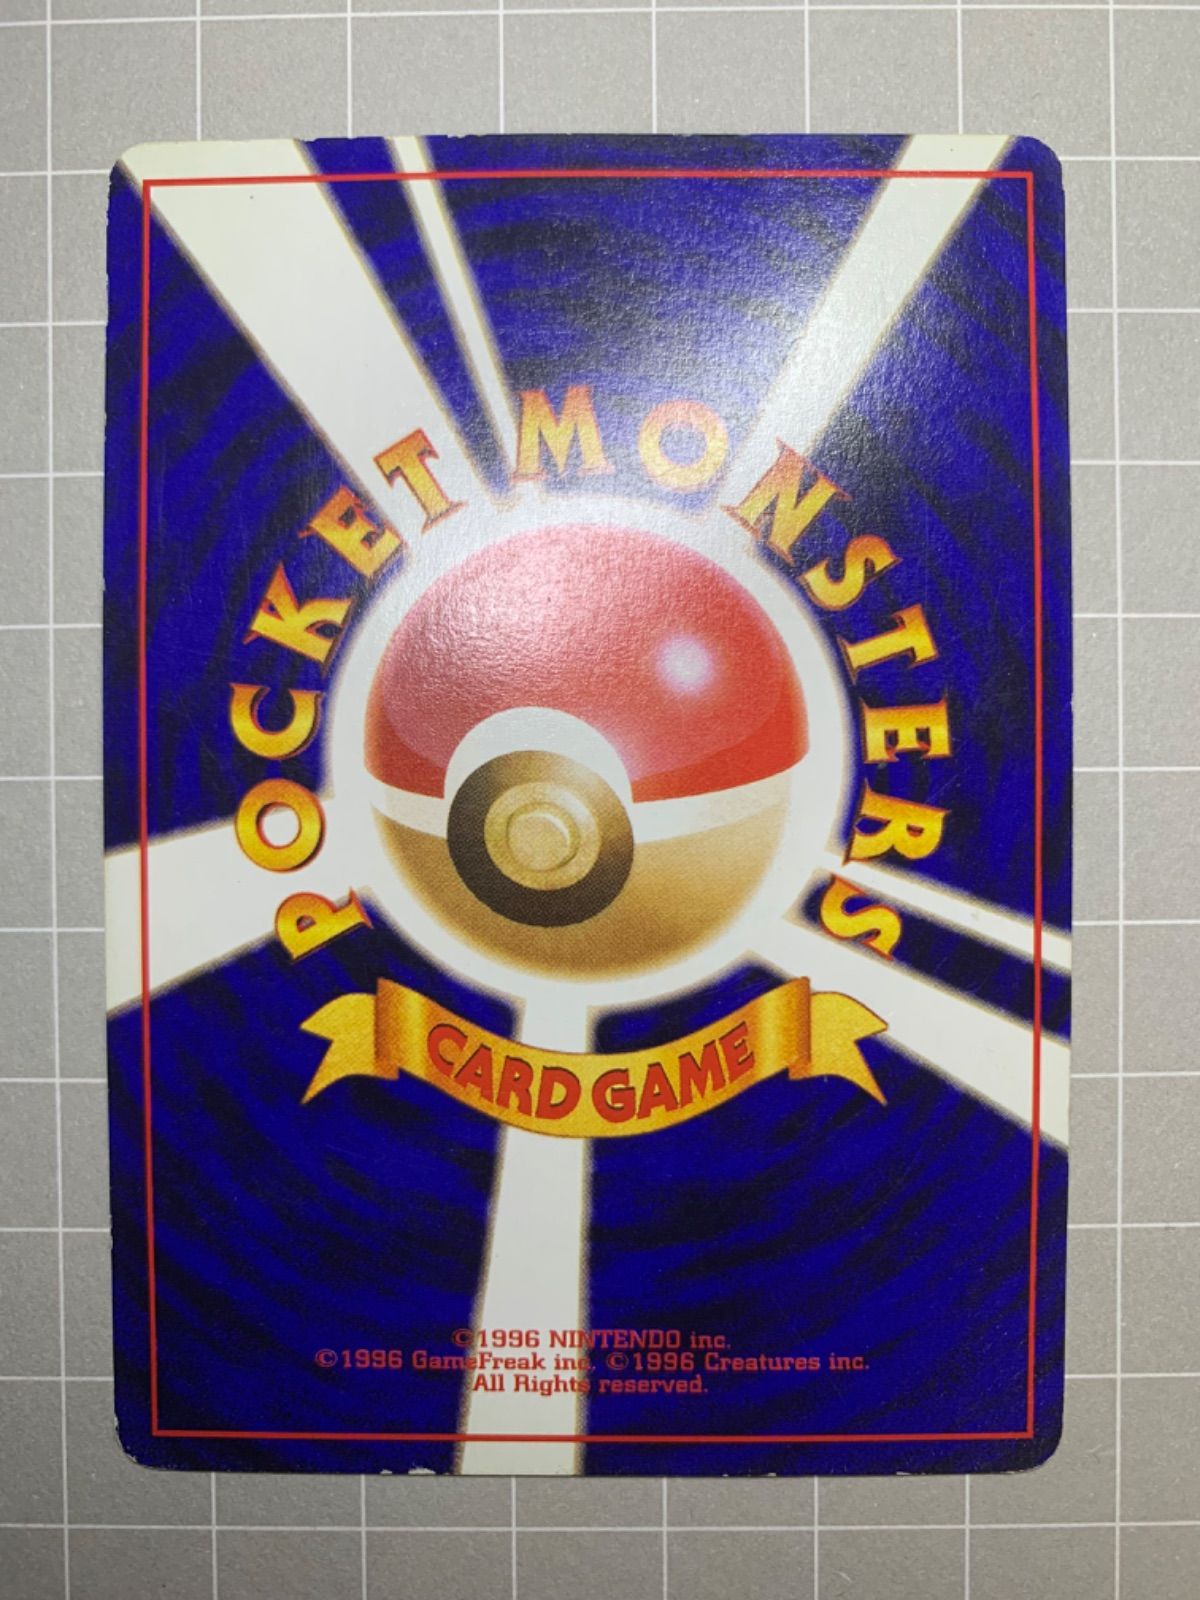 POCKET MONSTERS
CARD GAME
©1996 NINTENDO inc.
©1996 GameFreak inc. ©1996 Creatures inc.
All Rights reserved.